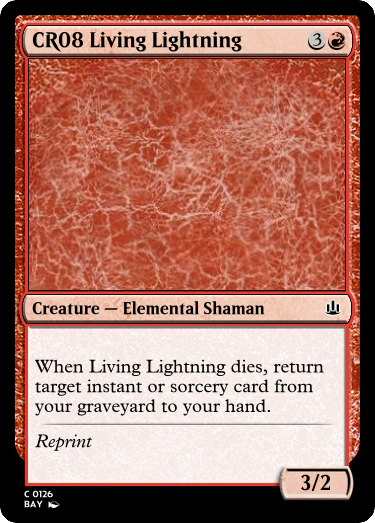 CR08 Living Lightning 3
Creature — Elemental Shaman
When Living Lightning dies, return
target instant or sorcery card from
your graveyard to your hand.
Reprint
3/2
C 0126
BAY